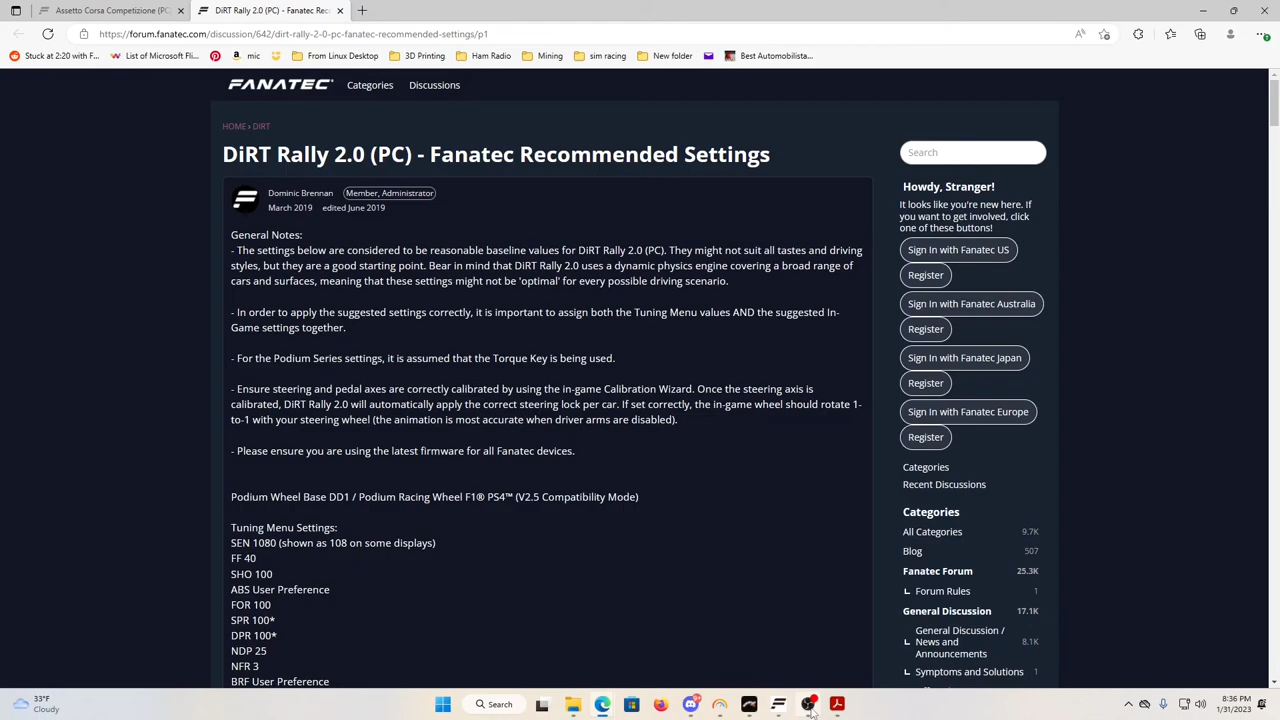 Assetto Corsa Competizione (PC)
DiRT Rally 2.0 (PC) - Fanatec Rec
https://forum.fanatec.com/discussion/642/dirt-rally-2-0-pc-fanatec-recommended-settings/p1
Stuck at 2:20 with F...
List of Microsoft Fli...
mic
From Linux Desktop
3D Printing
Ham Radio
Mining
sim racing
New folder
Best Automobilista...
FANATEC
Categories
Discussions
HOME › DIRT
DiRT Rally 2.0 (PC) - Fanatec Recommended Settings
Dominic Brennan
Member, Administrator
March 2019 edited June 2019
General Notes:
- The settings below are considered to be reasonable baseline values for DiRT Rally 2.0 (PC). They might not suit all tastes and driving
styles, but they are a good starting point. Bear in mind that DiRT Rally 2.0 uses a dynamic physics engine covering a broad range of
cars and surfaces, meaning that these settings might not be 'optimal' for every possible driving scenario.
- In order to apply the suggested settings correctly, it is important to assign both the Tuning Menu values AND the suggested In-
Game settings together.
- For the Podium Series settings, it is assumed that the Torque Key is being used.
- Ensure steering and pedal axes are correctly calibrated by using the in-game Calibration Wizard. Once the steering axis is
calibrated, DiRT Rally 2.0 will automatically apply the correct steering lock per car. If set correctly, the in-game wheel should rotate 1-
to-1 with your steering wheel (the animation is most accurate when driver arms are disabled).
- Please ensure you are using the latest firmware for all Fanatec devices.
Podium Wheel Base DD1 / Podium Racing Wheel F1® PS4™ (V2.5 Compatibility Mode)
Tuning Menu Settings:
SEN 1080 (shown as 108 on some displays)
FF 40
SHO 100
ABS User Preference
FOR 100
SPR 100*
DPR 100*
NDP 25
NFR 3
BRF User Preference
Search
Howdy, Stranger!
It looks like you're new here. If
you want to get involved, click
one of these buttons!
Sign In with Fanatec US
Register
Sign In with Fanatec Australia
Register
Sign In with Fanatec Japan
Register
Sign In with Fanatec Europe
Register
Categories
Recent Discussions
Categories
All Categories 9.7K
Blog 507
Fanatec Forum 25.3K
Forum Rules 1
General Discussion 17.1K
General Discussion /
News and
Announcements
8.1K
Symptoms and Solutions 1
33°F
Cloudy
Search
8:36 PM
1/31/2023